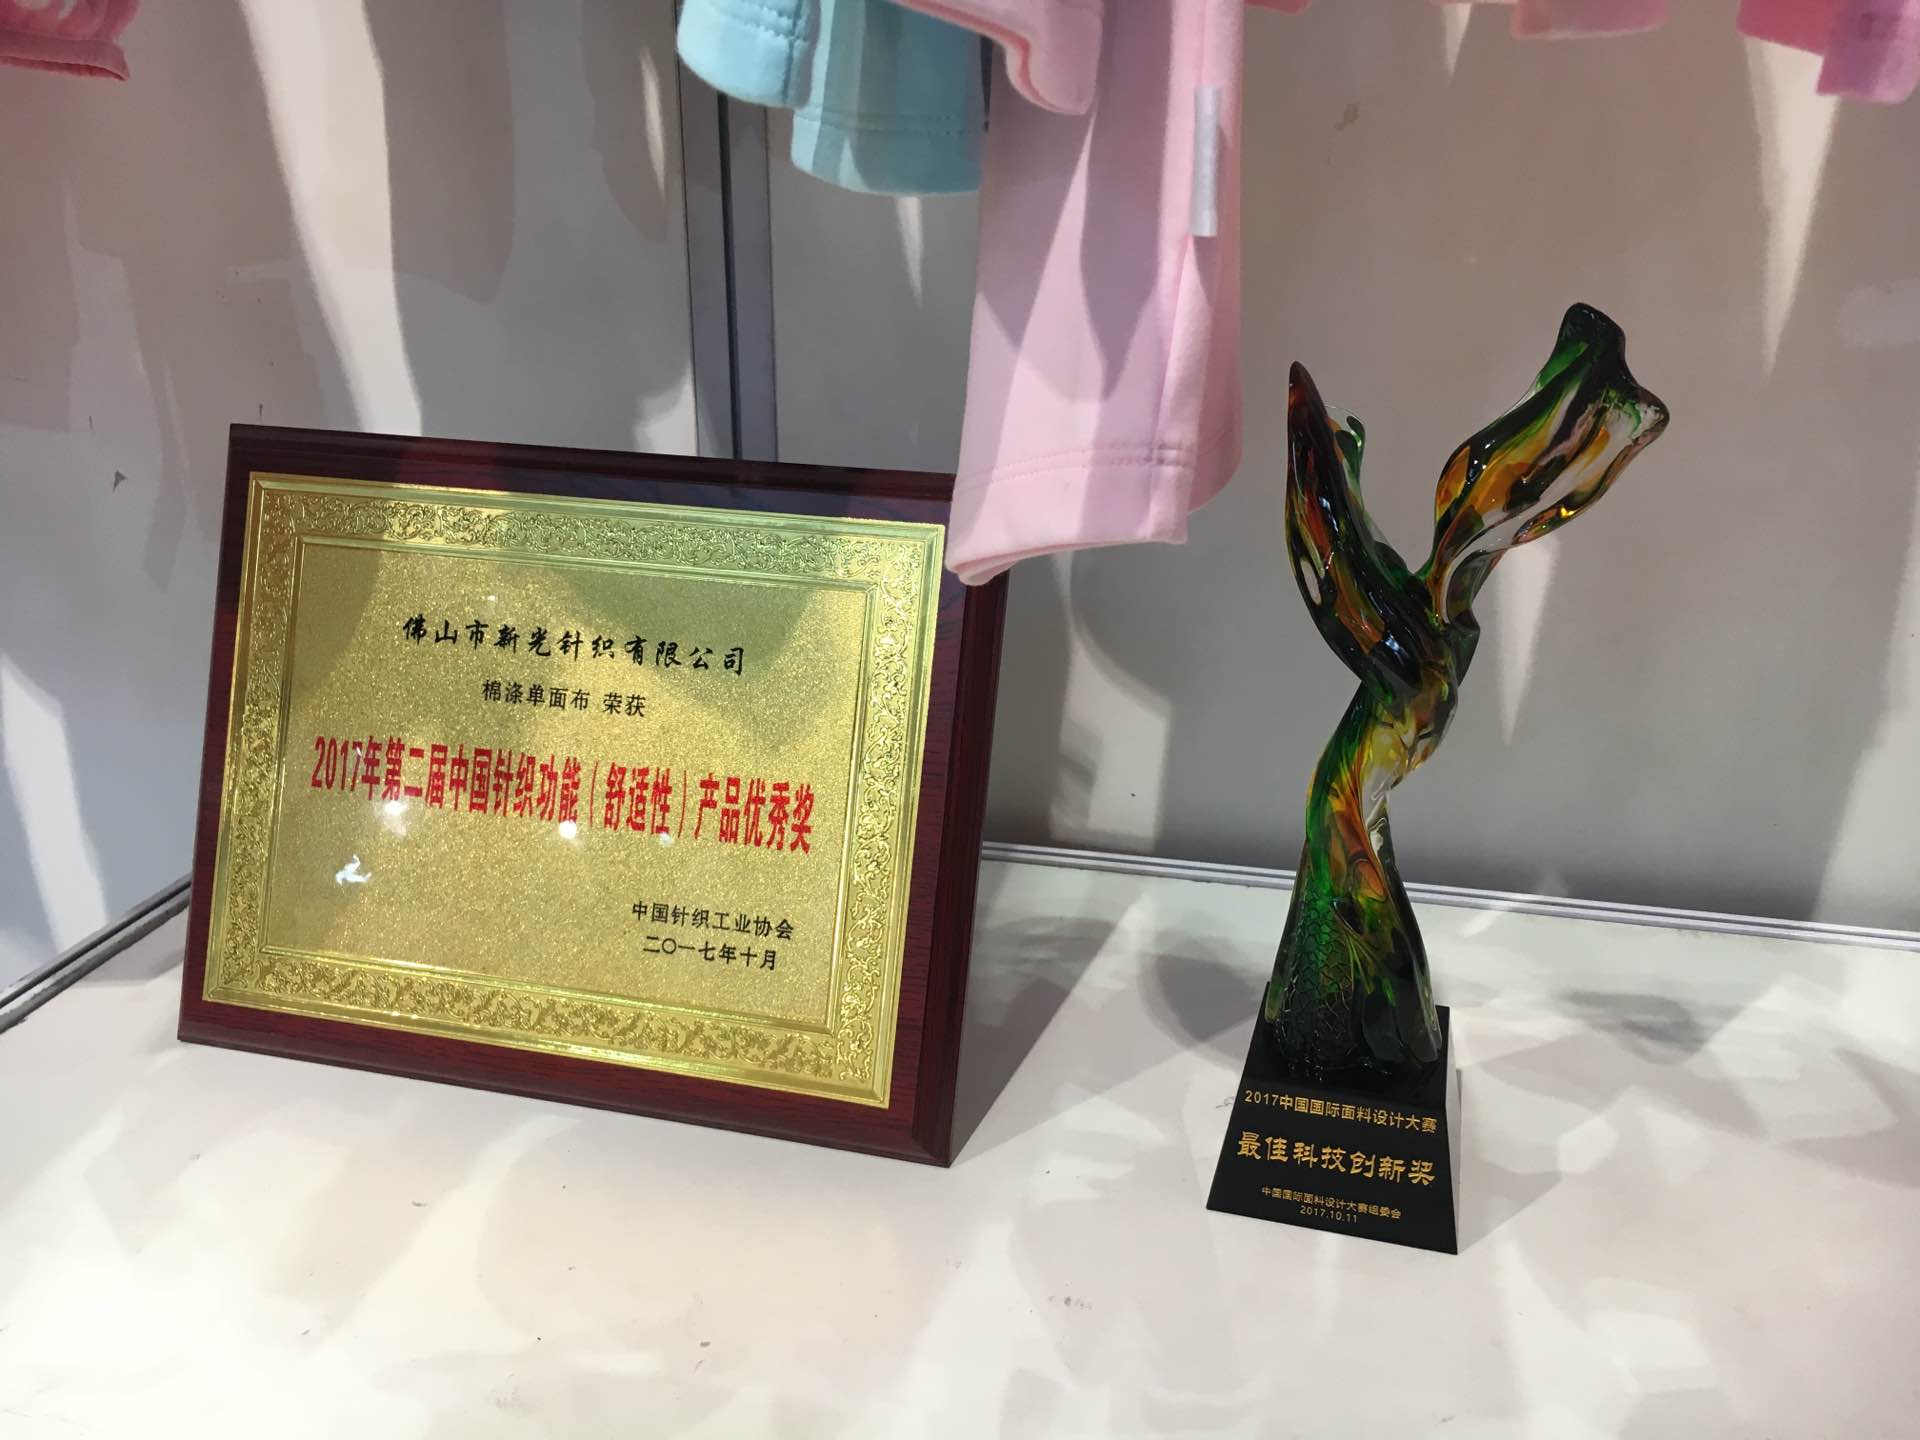 佛山市新光针织有限公司
棉涤单面布 荣获
2017年第二届中国针织功能（舒适性）产品优秀奖
中国针织工业协会
二〇一七年十月
2017中国国际面料设计大赛
最佳科技创新奖
中国国际面料设计大赛组委会
2017.10.11